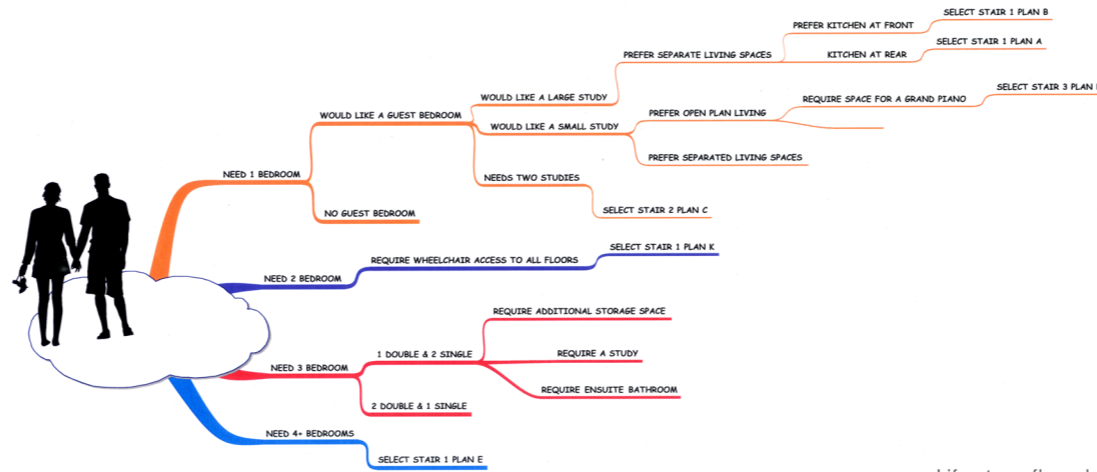 SELECT STAIR 1 PLAN B
PREFER KITCHEN AT FRONT
SELECT STAIR 1 PLAN A
PREFER SEPARATE LIVING SPACES
KITCHEN AT REAR
SELECT STAIR 3 PLAN
WOULD LIKE A LARGE STUDY
REQUIRE SPACE FOR A GRAND PIANO
WOULD LIKE A GUEST BEDROOM
PREFER OPEN PLAN LIVING
WOULD LIKE A SMALL STUDY
PREFER SEPARATED LIVING SPACES
NEED 1 BEDROOM
NEEDS TWO STUDIES
NO GUEST BEDROOM
SELECT STAIR 2 PLAN C
SELECT STAIR 1 PLAN K
REQUIRE WHEELCHAIR ACCESS TO ALL FLOORS
NEED 2 BEDROOM
REQUIRE ADDITIONAL STORAGE SPACE
1 DOUBLE & 2 SINGLE
REQUIRE A STUDY
NEED 3 BEDROOM
REQUIRE ENSUITE BATHROOM
2 DOUBLE & 1 SINGLE
NEED 4+ BEDROOMS
SELECT STAIR 1 PLAN E